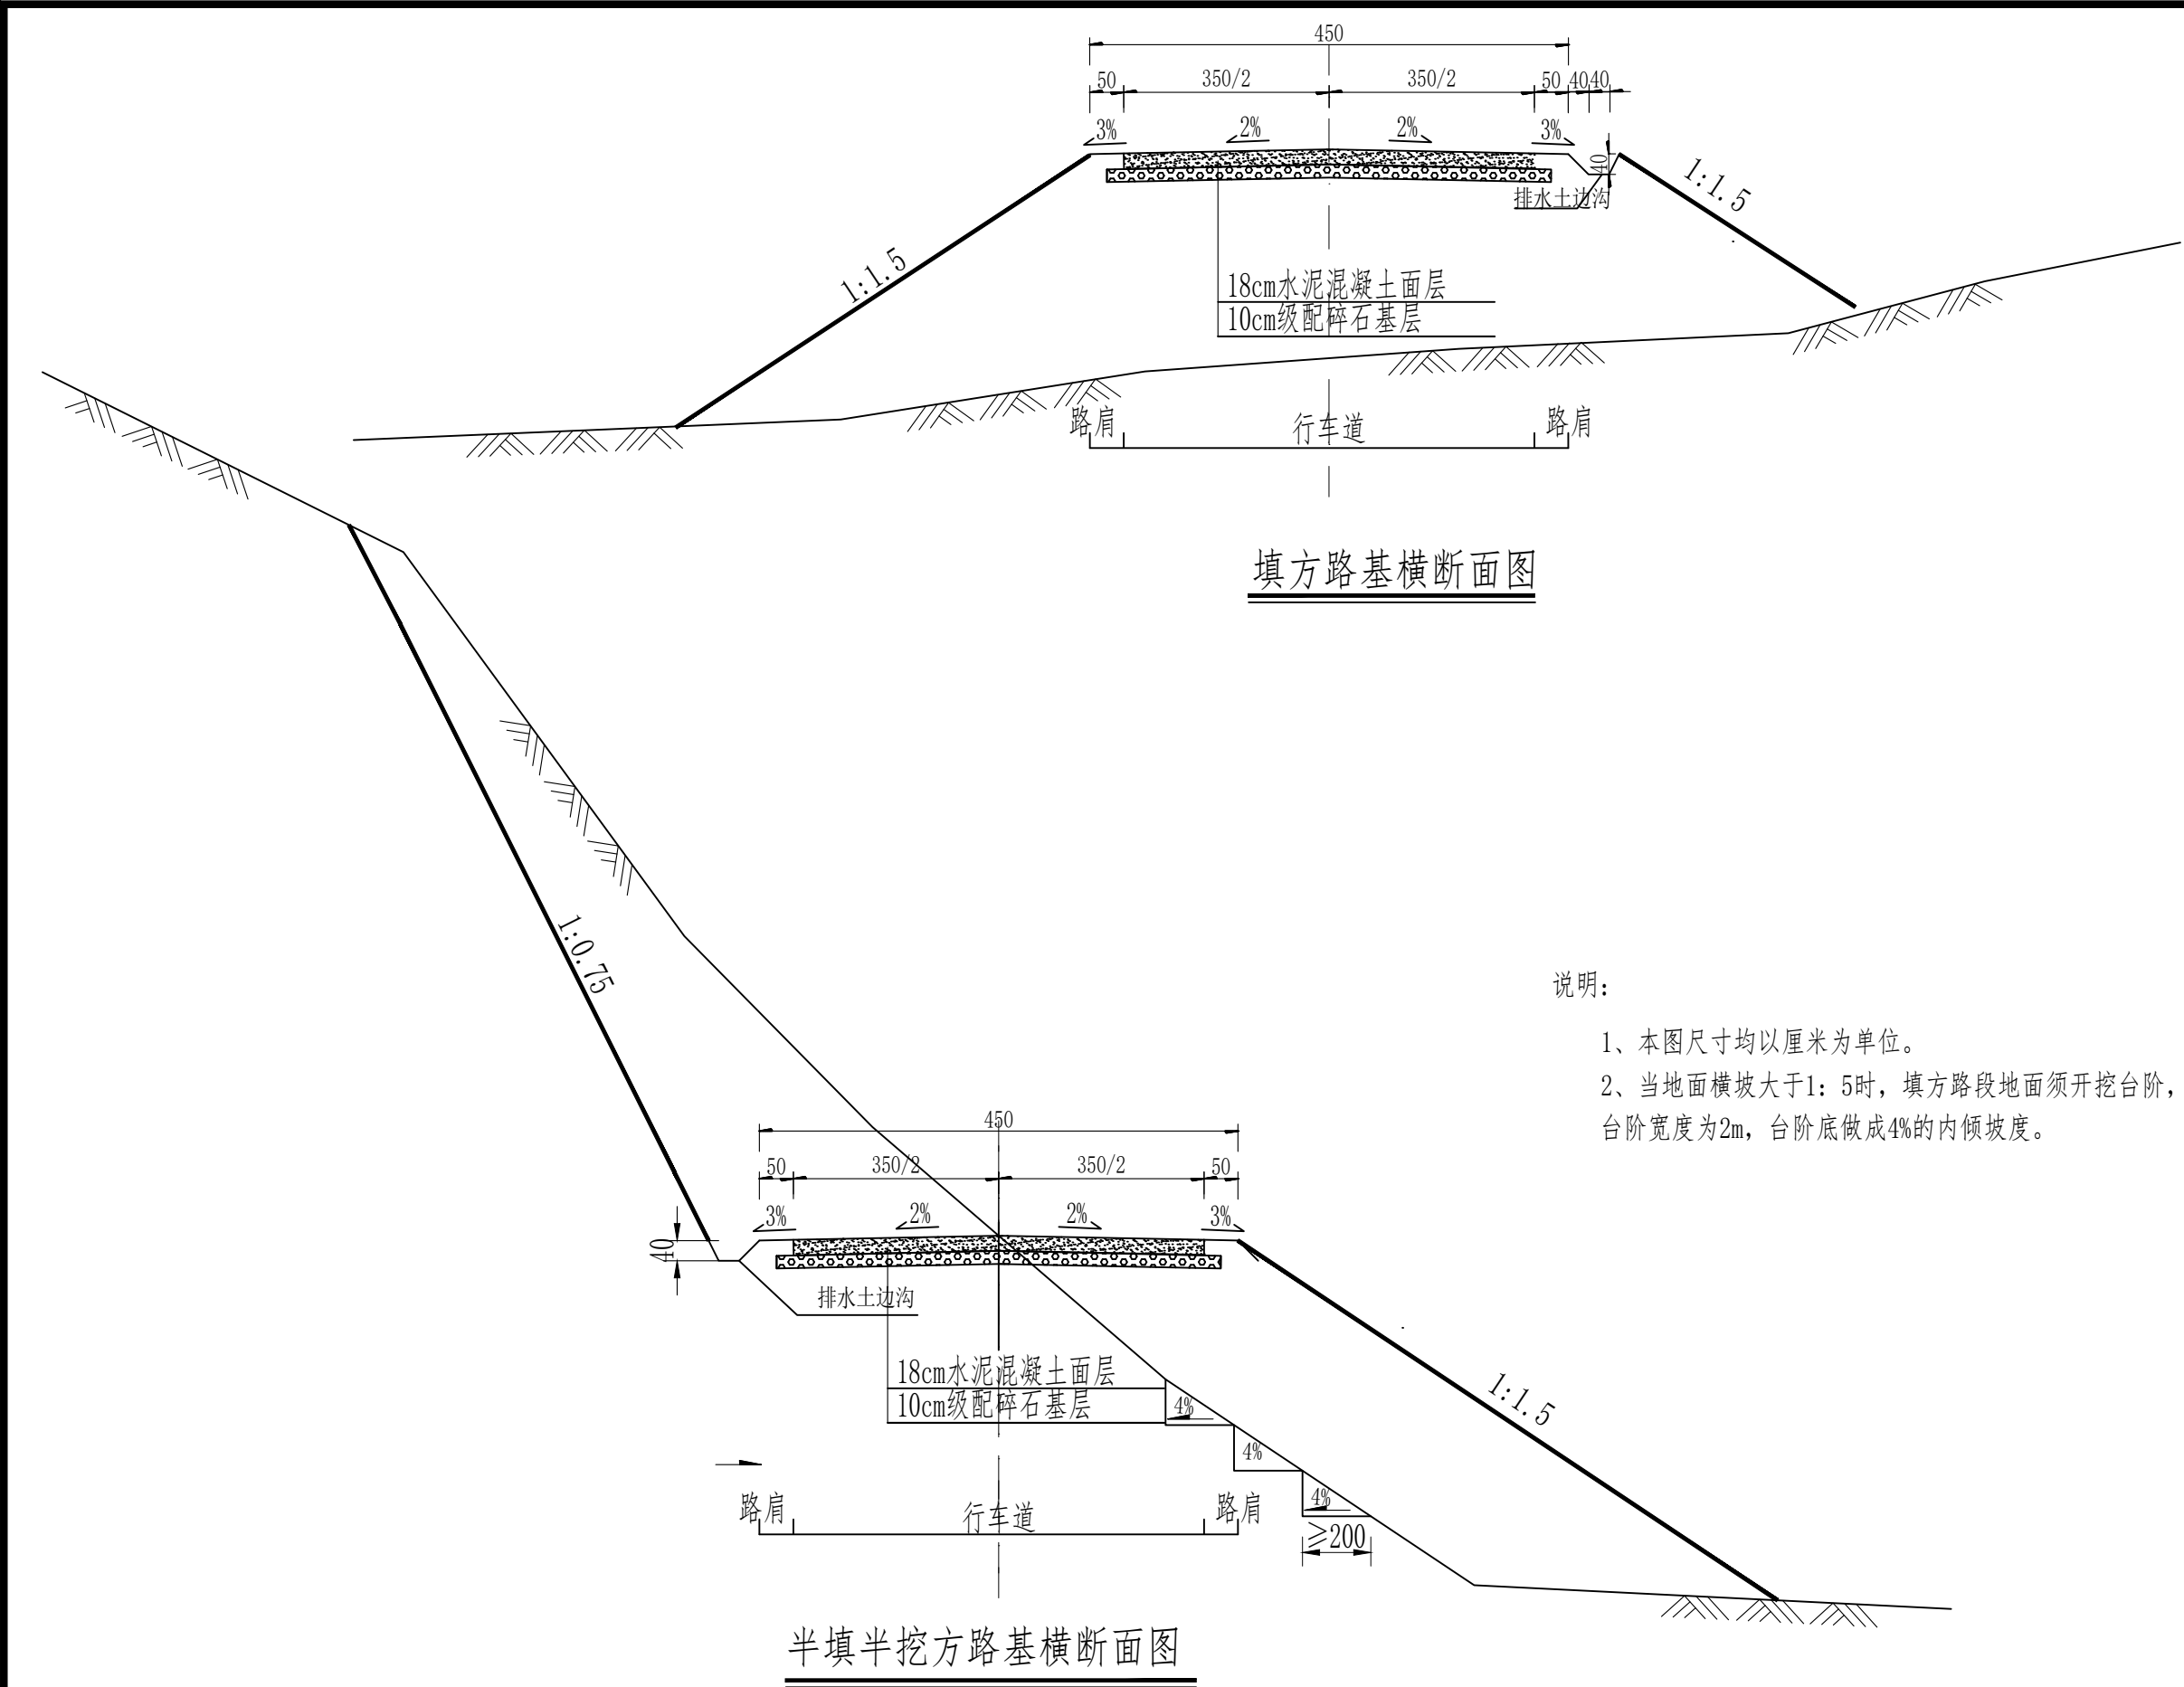 450
50 350/2 350/2 50 40 40
3% 2% 2% 3%
40
1:1.5
排水土边沟
1:1.5
18cm水泥混凝土面层
10cm级配碎石基层
路肩 行车道 路肩
填方路基横断面图
1:0.75
说明:
1、本图尺寸均以厘米为单位。
2、当地面横坡大于1: 5时, 填方路段地面须开挖台阶,
台阶宽度为2m, 台阶底做成4%的内倾坡度。
450
50 350/2 350/2 50
3% 2% 2% 3%
40
排水土边沟
18cm水泥混凝土面层
10cm级配碎石基层
1:1.5
4%
4%
4%
≥200
路肩 行车道 路肩
半填半挖方路基横断面图